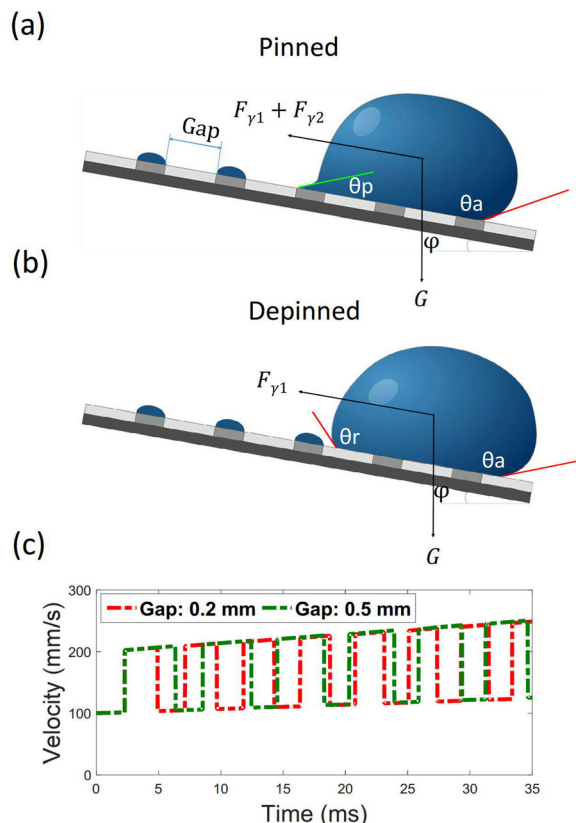 (a)
Pinned
Gap
Fγ1 + Fγ2
θp
θa
φ
G
(b)
Depinned
Fγ1
θr
θa
φ
G
(c)
Gap: 0.2 mm Gap: 0.5 mm
Velocity (mm/s)
300
200
100
0
0 5 10 15 20 25 30 35
Time (ms)